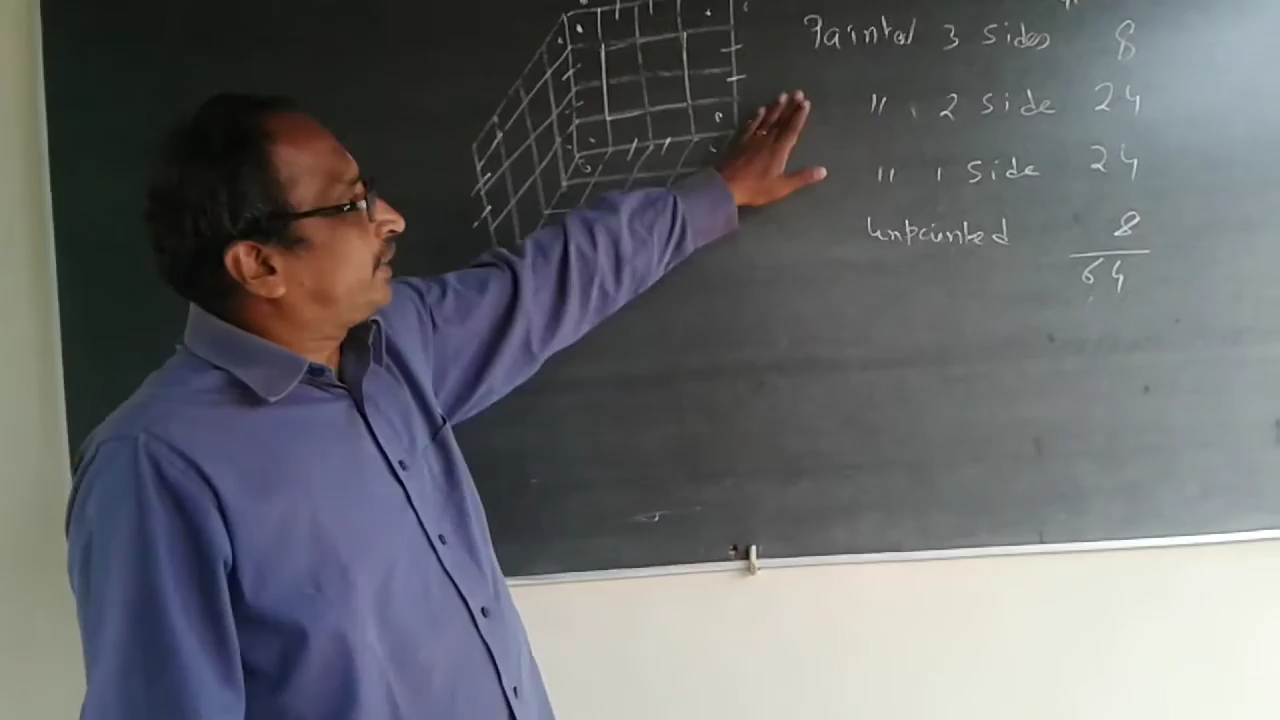 Painted 3 sides 8
" , 2 side 24
" 1 side 24
Unpainted 8
64